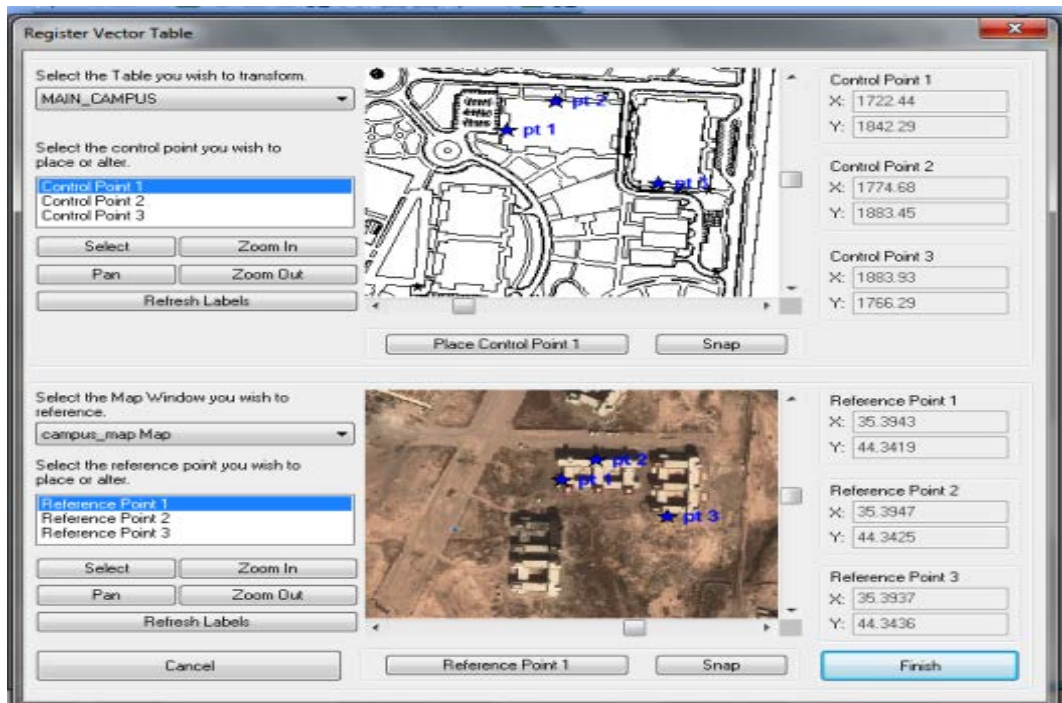 Register Vector Table
Select the Table you wish to transform.
MAIN_CAMPUS
Select the control point you wish to
place or alter.
Control Point 1
Control Point 2
Control Point 3
Select
Zoom In
Pan
Zoom Out
Refresh Labels
pt 2
pt 1
pt 3
Place Control Point 1
Snap
Control Point 1
X: 1722.44
Y: 1842.29
Control Point 2
X: 1774.68
Y: 1883.45
Control Point 3
X: 1883.93
Y: 1766.29
Select the Map Window you wish to
reference.
campus_map Map
Select the reference point you wish to
place or alter.
Reference Point 1
Reference Point 2
Reference Point 3
Select
Zoom In
Pan
Zoom Out
Refresh Labels
Cancel
pt 2
pt 1
pt 3
Reference Point 1
Snap
Reference Point 1
X: 35.3943
Y: 44.3419
Reference Point 2
X: 35.3947
Y: 44.3425
Reference Point 3
X: 35.3937
Y: 44.3436
Finish